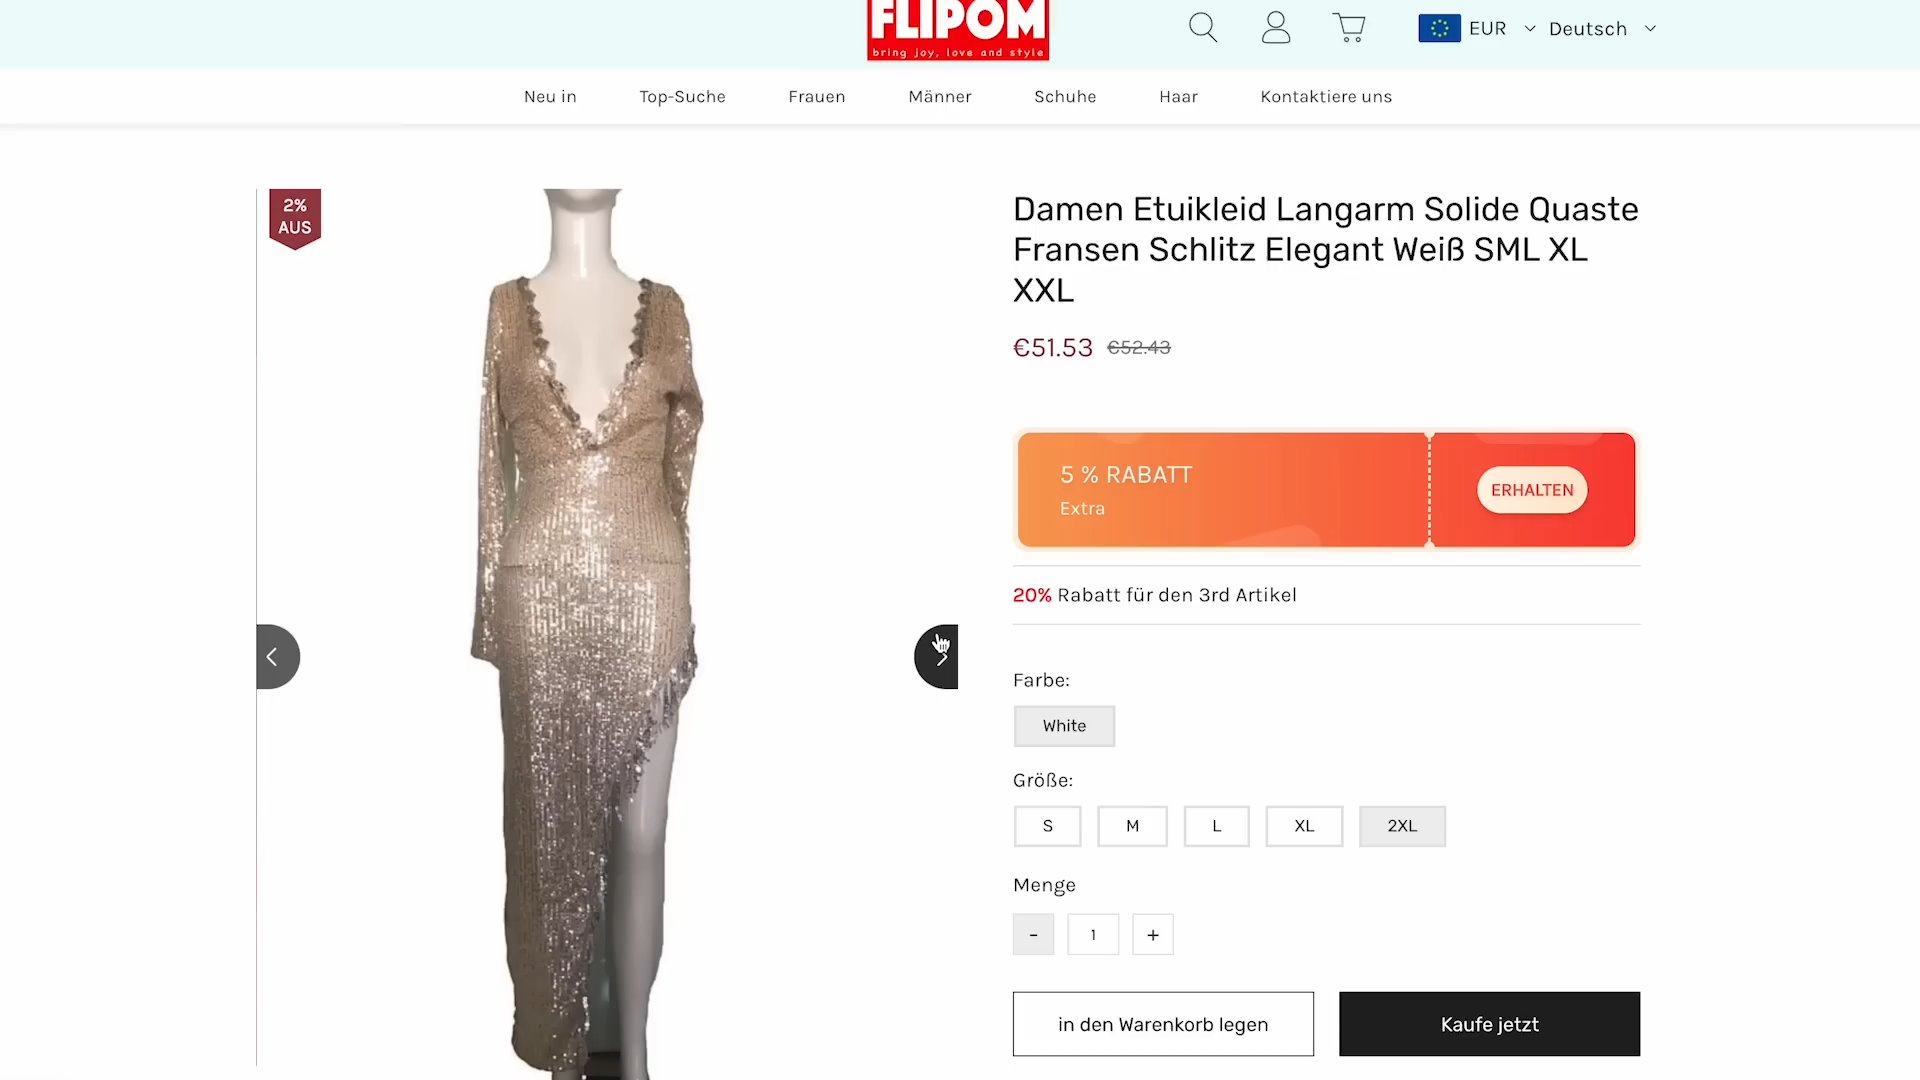 FLIPOM
bring joy, love and style
EUR
Deutsch
Neu in
Top-Suche
Frauen
Männer
Schuhe
Haar
Kontaktiere uns
2%
AUS
Damen Etuikleid Langarm Solide Quaste
Fransen Schlitz Elegant Weiß SML XL
XXL
€51.53 €52.43
5 % RABATT
Extra
ERHALTEN
20% Rabatt für den 3rd Artikel
Farbe:
White
Größe:
S
M
L
XL
2XL
Menge
- 1 +
in den Warenkorb legen
Kaufe jetzt